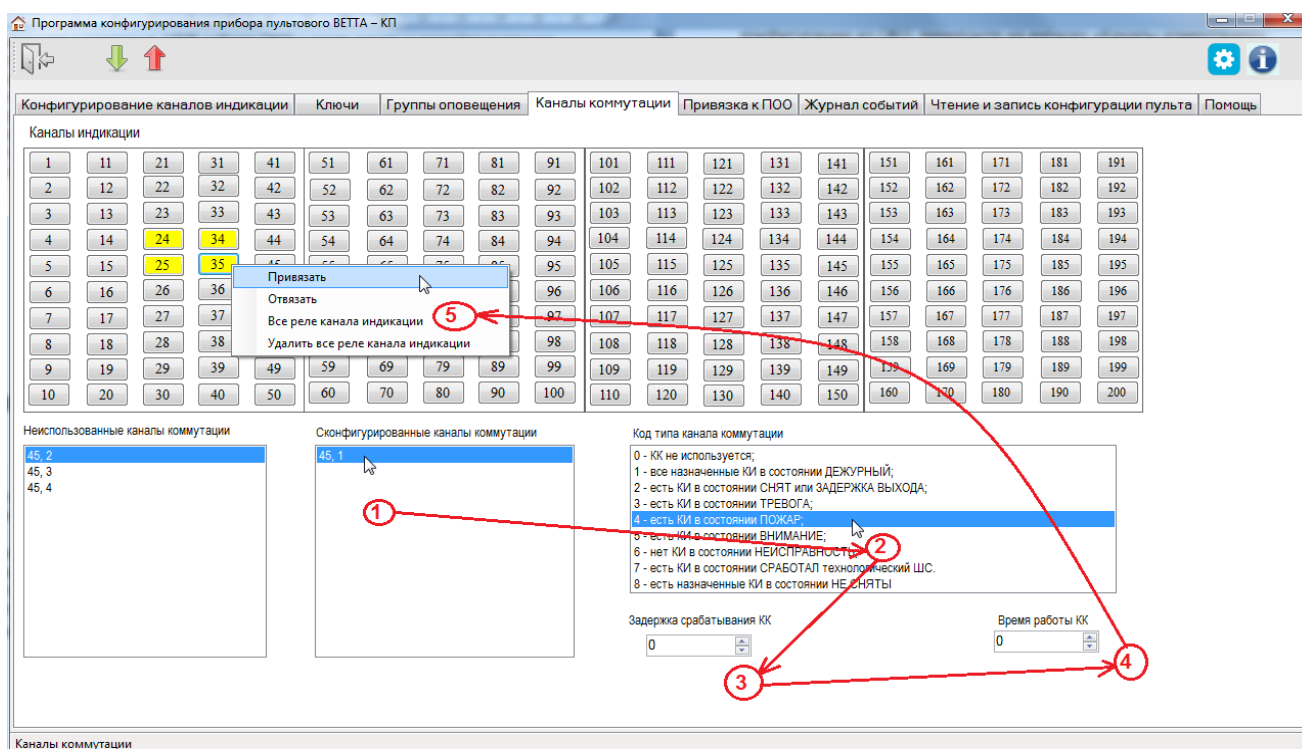 Программа конфигурирования прибора пультового ВЕТТА – КП
Конфигурирование каналов индикации Ключи Группы оповещения Каналы коммутации Привязка к ПОО Журнал событий Чтение и запись конфигурации пульта Помощь
Каналы индикации
1 11 21 31 41 51 61 71 81 91 101 111 121 131 141 151 161 171 181 191
2 12 22 32 42 52 62 72 82 92 102 112 122 132 142 152 162 172 182 192
3 13 23 33 43 53 63 73 83 93 103 113 123 133 143 153 163 173 183 193
4 14 24 34 44 54 64 74 84 94 104 114 124 134 144 154 164 174 184 194
5 15 25 35 95 105 115 125 135 145 155 165 175 185 195
Привязать
6 16 26 36 96 106 116 126 136 146 156 166 176 186 196
Отвязать
7 17 27 37 97 107 117 127 137 147 157 167 177 187 197
Все реле канала индикации 5
8 18 28 38 98 108 118 128 138 148 158 168 178 188 198
Удалить все реле канала индикации
9 19 29 39 49 59 69 79 89 99 109 119 129 139 149 159 169 179 189 199
10 20 30 40 50 60 70 80 90 100 110 120 130 140 150 160 170 180 190 200
Неиспользованные каналы коммутации Сконфигурированные каналы коммутации Код типа канала коммутации
45, 2
45, 3
45, 4
45, 1
1
0 - КК не используется;
1 - все назначенные КИ в состоянии ДЕЖУРНЫЙ;
2 - есть КИ в состоянии СНЯТ или ЗАДЕРЖКА ВЫХОДА;
3 - есть КИ в состоянии ТРЕВОГА;
4 - есть КИ в состоянии ПОЖАР;
5 - есть КИ в состоянии ВНИМАНИЕ;
6 - нет КИ в состоянии НЕИСПРАВНОСТЬ; 2
7 - есть КИ в состоянии СРАБОТАЛ технологический ШС.
8 - есть назначенные КИ в состоянии НЕ СНЯТЫ
Задержка срабатывания КК Время работы КК
0 0
3 4
Каналы коммутации